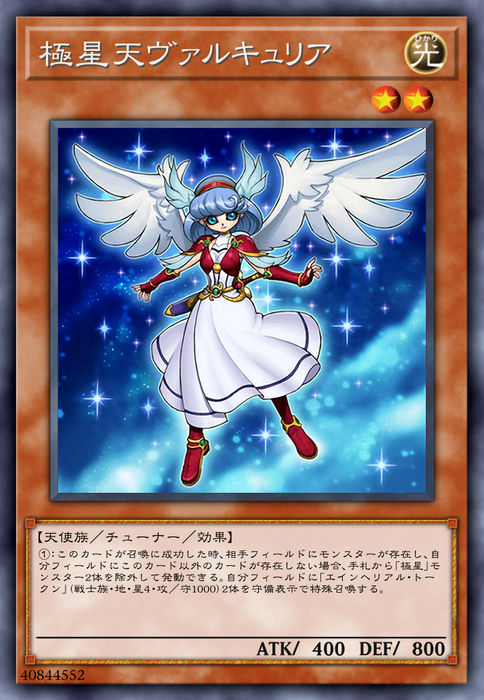 極星天ヴァルキュリア
ひかり
光
【天使族／チューナー／効果】
①：このカードが召喚に成功した時、相手フィールドにモンスターが存在し、自
分フィールドにこのカード以外のカードが存在しない場合、手札から「極星」モ
ンスター2体を除外して発動できる。自分フィールドに「エインヘリアル・トー
クン」（戦士族・地・星4・攻／守1000）2体を守備表示で特殊召喚する。
ATK/ 400 DEF/ 800
40844552